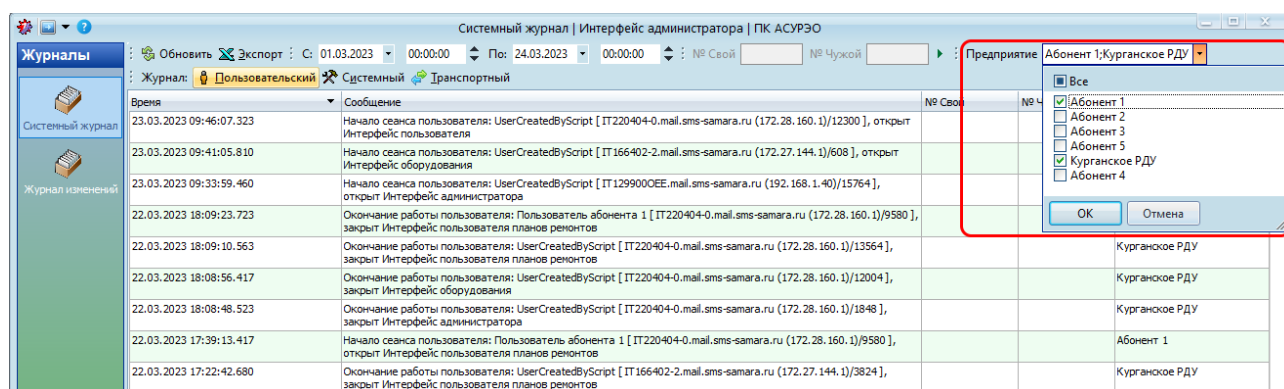 Системный журнал | Интерфейс администратора | ПК АСУРЭО
Журналы
Обновить Экспорт С: 01.03.2023 00:00:00 По: 24.03.2023 00:00:00 № Свой № Чужой Предприятие Абонент 1;Курганское РДУ
Журнал: Пользовательский Системный Транспортный
Все
Абонент 1
Абонент 2
Абонент 3
Абонент 5
Курганское РДУ
Абонент 4
ОК Отмена
Системный журнал
Журнал изменений
Время Сообщение № Свой № Ч
23.03.2023 09:46:07.323 Начало сеанса пользователя: UserCreatedByScript [ IT220404-0.mail.sms-samara.ru (172.28.160.1)/12300 ], открыт
Интерфейс пользователя
23.03.2023 09:41:05.810 Начало сеанса пользователя: UserCreatedByScript [ IT166402-2.mail.sms-samara.ru (172.27.144.1)/608 ], открыт
Интерфейс оборудования
23.03.2023 09:33:59.460 Начало сеанса пользователя: UserCreatedByScript [ IT129900OEE.mail.sms-samara.ru (192.168.1.40)/15764 ],
открыт Интерфейс администратора
22.03.2023 18:09:23.723 Окончание работы пользователя: Пользователь абонента 1 [ IT220404-0.mail.sms-samara.ru (172.28.160.1)/9580 ],
закрыт Интерфейс пользователя планов ремонтов
22.03.2023 18:09:10.563 Окончание работы пользователя: UserCreatedByScript [ IT220404-0.mail.sms-samara.ru (172.28.160.1)/13564 ], Курганское РДУ
закрыт Интерфейс пользователя планов ремонтов
22.03.2023 18:08:56.417 Окончание работы пользователя: UserCreatedByScript [ IT220404-0.mail.sms-samara.ru (172.28.160.1)/12004 ], Курганское РДУ
закрыт Интерфейс оборудования
22.03.2023 18:08:48.523 Окончание работы пользователя: UserCreatedByScript [ IT220404-0.mail.sms-samara.ru (172.28.160.1)/1848 ], Курганское РДУ
закрыт Интерфейс администратора
22.03.2023 17:39:13.417 Начало сеанса пользователя: Пользователь абонента 1 [ IT220404-0.mail.sms-samara.ru (172.28.160.1)/9580 ], Абонент 1
открыт Интерфейс пользователя планов ремонтов
22.03.2023 17:22:42.680 Окончание работы пользователя: UserCreatedByScript [ IT166402-2.mail.sms-samara.ru (172.27.144.1)/3824 ], Курганское РДУ
закрыт Интерфейс пользователя планов ремонтов